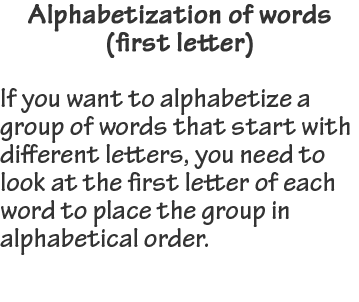 Alphabetization of words
(first letter)
If you want to alphabetize a
group of words that start with
different letters, you need to
look at the first letter of each
word to place the group in
alphabetical order.